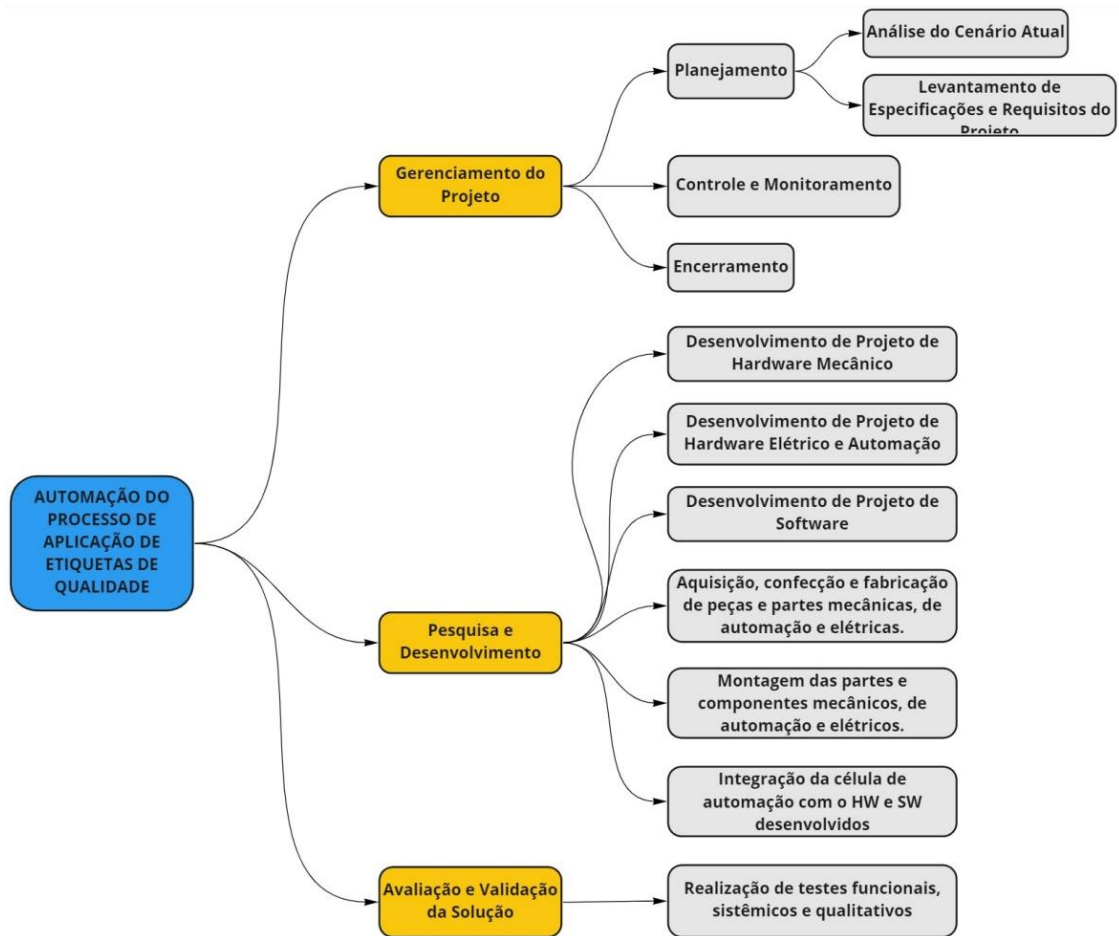 Análise do Cenário Atual
Planejamento
Levantamento de
Especificações e Requisitos do
Projeto
Gerenciamento do
Projeto
Controle e Monitoramento
Encerramento
Desenvolvimento de Projeto de
Hardware Mecânico
Desenvolvimento de Projeto de
Hardware Elétrico e Automação
AUTOMAÇÃO DO
PROCESSO DE
APLICAÇÃO DE
ETIQUETAS DE
QUALIDADE
Desenvolvimento de Projeto de
Software
Aquisição, confecção e fabricação
de peças e partes mecânicas, de
automação e elétricas.
Pesquisa e
Desenvolvimento
Montagem das partes e
componentes mecânicos, de
automação e elétricos.
Integração da célula de
automação com o HW e SW
desenvolvidos
Avaliação e Validação
da Solução
Realização de testes funcionais,
sistêmicos e qualitativos